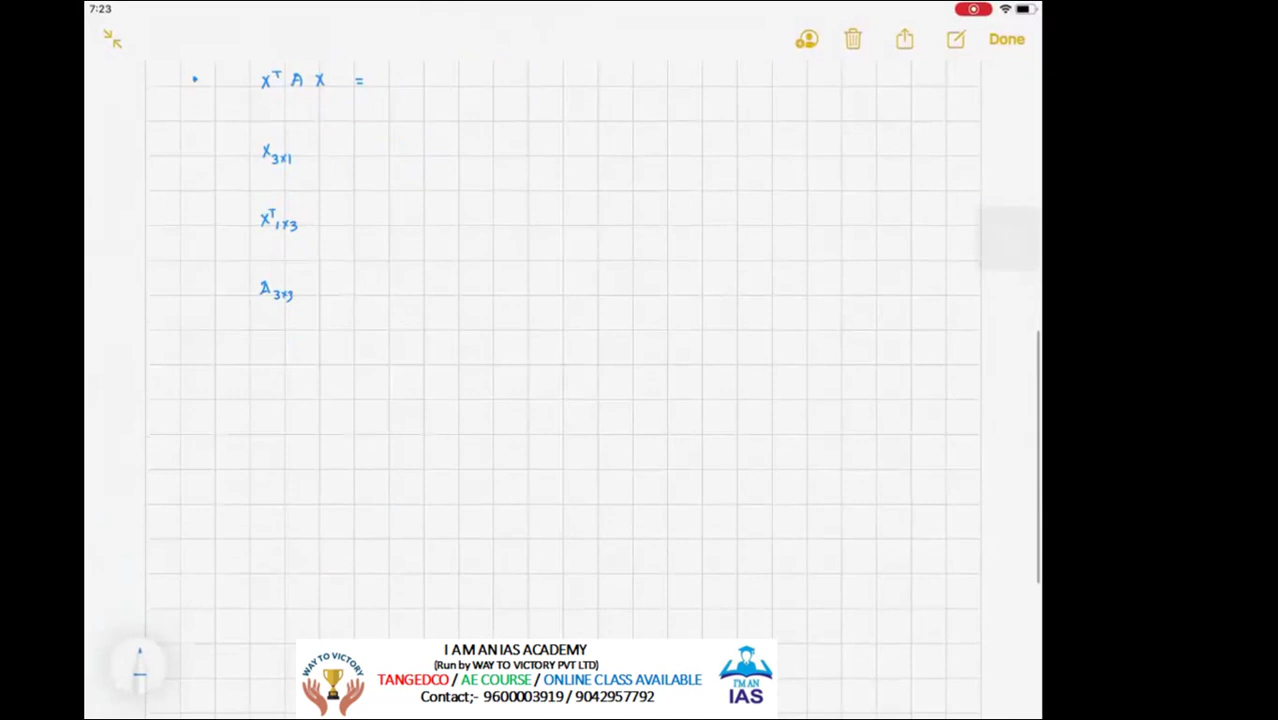 7:23
Done
• X^T A X =
X_{3×1}
X^T_{1×3}
A_{3×3}
I AM AN IAS ACADEMY
(Run by WAY TO VICTORY PVT LTD)
TANGEDCO / AE COURSE / ONLINE CLASS AVAILABLE
Contact;- 9600003919 / 9042957792
WAY TO VICTORY
I'M AN
IAS